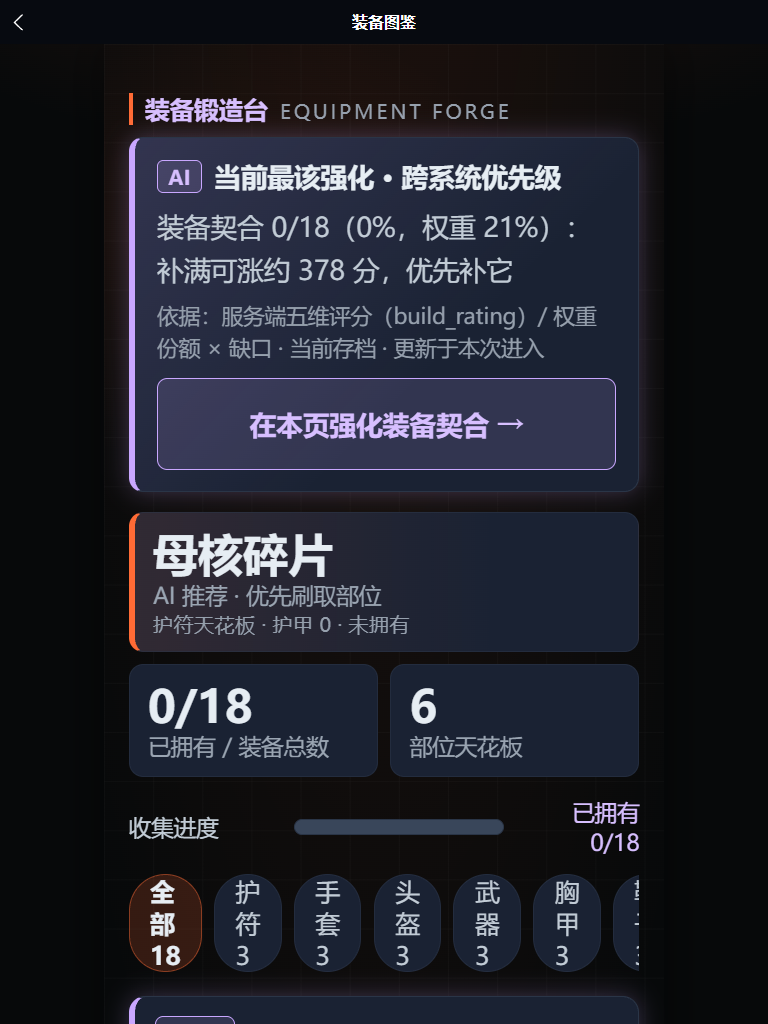 装备图鉴
装备锻造台 EQUIPMENT FORGE
AI 当前最该强化 • 跨系统优先级
装备契合 0/18（0%，权重 21%）：
补满可涨约 378 分，优先补它
依据：服务端五维评分（build_rating）/ 权重
份额 × 缺口 · 当前存档 · 更新于本次进入
在本页强化装备契合 →
母核碎片
AI 推荐 · 优先刷取部位
护符天花板 · 护甲 0 · 未拥有
0/18
已拥有 / 装备总数
6
部位天花板
收集进度
已拥有
0/18
全
部
18
护
符
3
手
套
3
头
盔
3
武
器
3
胸
甲
3